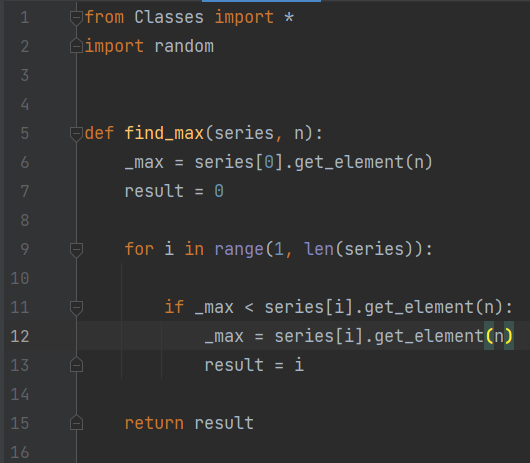 1 from Classes import *
2 import random
3
4
5 def find_max(series, n):
6     _max = series[0].get_element(n)
7     result = 0
8
9     for i in range(1, len(series)):
10
11         if _max < series[i].get_element(n):
12             _max = series[i].get_element(n)
13             result = i
14
15     return result
16